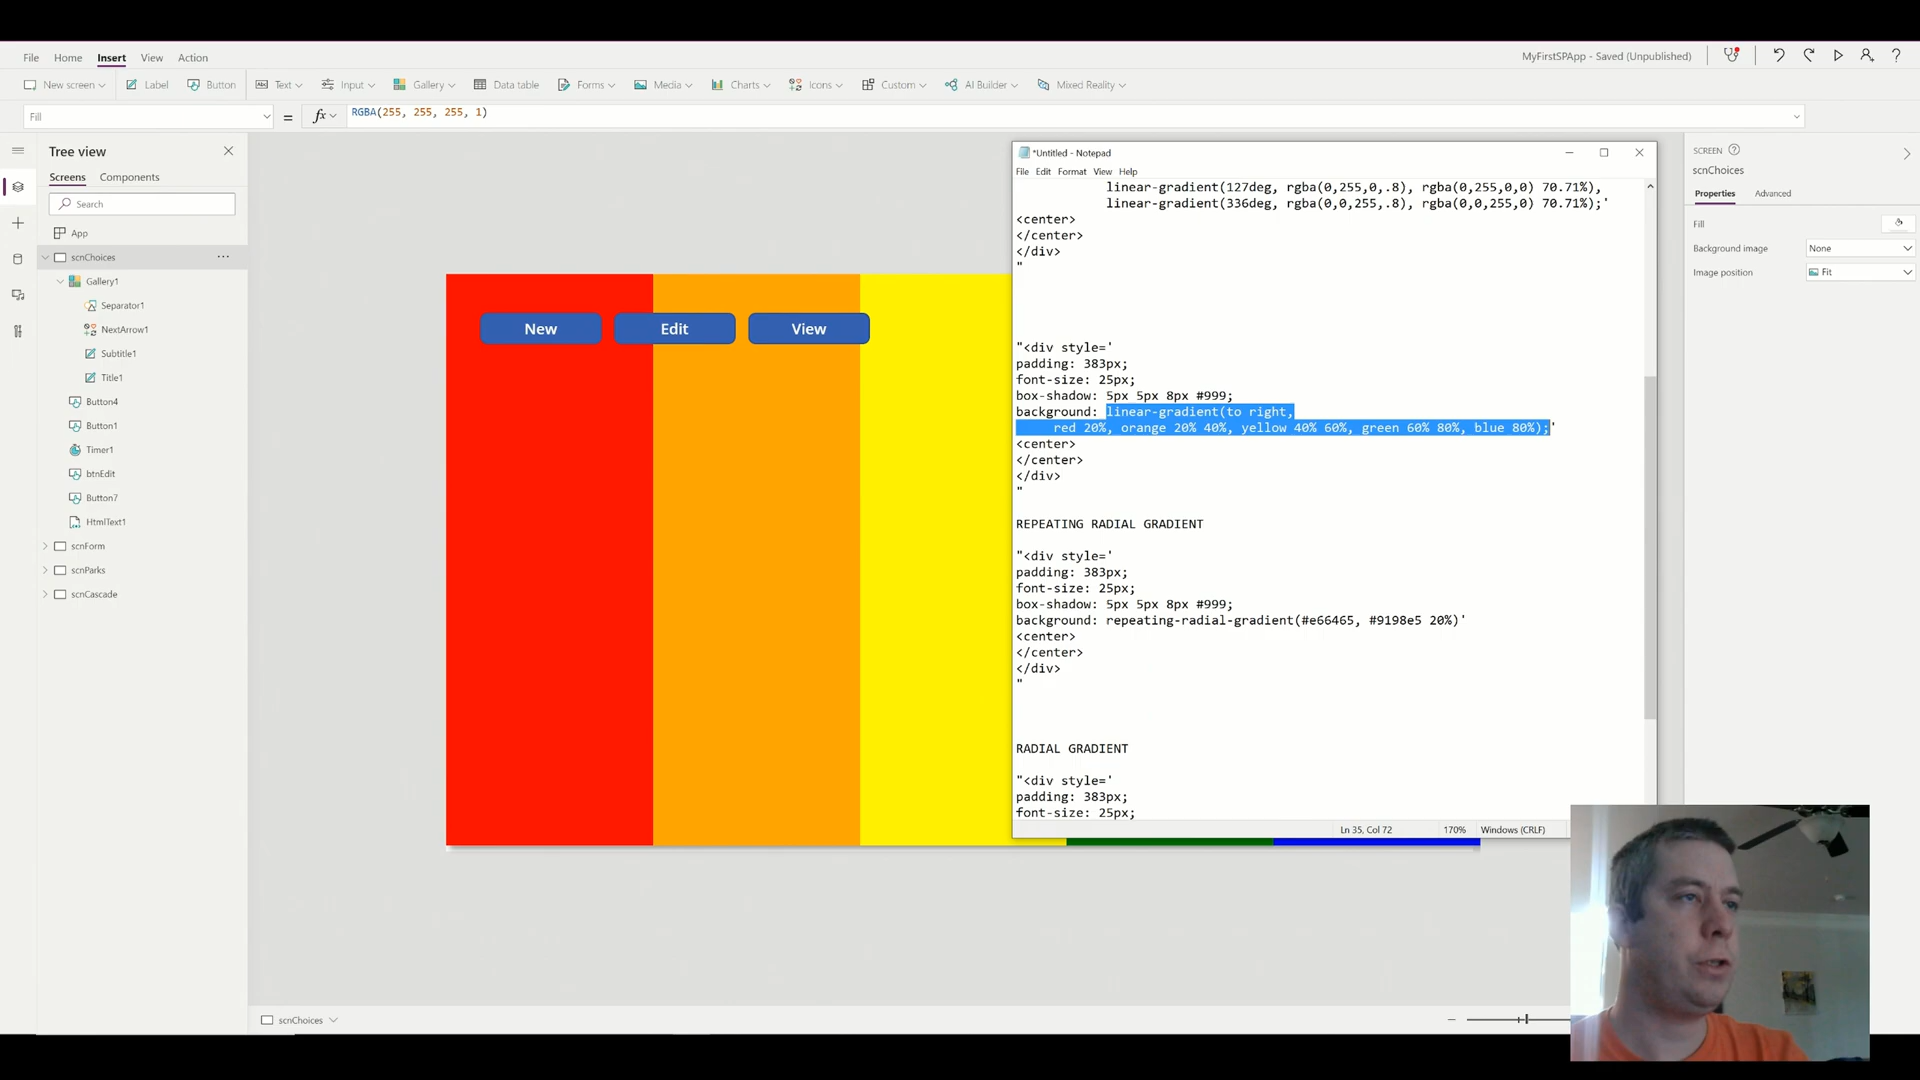 File Home Insert View Action
MyFirstSPApp - Saved (Unpublished)
New screen Label Button Text Input Gallery Data table Forms Media Charts Icons Custom AI Builder Mixed Reality
Fill = fx RGBA(255, 255, 255, 1)
Tree view
Screens Components
Search
App
scnChoices
Gallery1
Separator1
NextArrow1
Subtitle1
Title1
Button4
Button1
Timer1
btnEdit
Button7
HtmlText1
scnForm
scnParks
scnCascade
New Edit View
*Untitled - Notepad
File Edit Format View Help
linear-gradient(127deg, rgba(0,255,0,.8), rgba(0,255,0,0) 70.71%),
linear-gradient(336deg, rgba(0,0,255,.8), rgba(0,0,255,0) 70.71%);'
<center>
</center>
</div>
"
"<div style='
padding: 383px;
font-size: 25px;
box-shadow: 5px 5px 8px #999;
background: linear-gradient(to right,
red 20%, orange 20% 40%, yellow 40% 60%, green 60% 80%, blue 80%);'
<center>
</center>
</div>
"
REPEATING RADIAL GRADIENT
"<div style='
padding: 383px;
font-size: 25px;
box-shadow: 5px 5px 8px #999;
background: repeating-radial-gradient(#e66465, #9198e5 20%)'
<center>
</center>
</div>
"
RADIAL GRADIENT
"<div style='
padding: 383px;
font-size: 25px;
Ln 35, Col 72 170% Windows (CRLF)
SCREEN
scnChoices
Properties Advanced
Fill
Background image None
Image position Fit
scnChoices